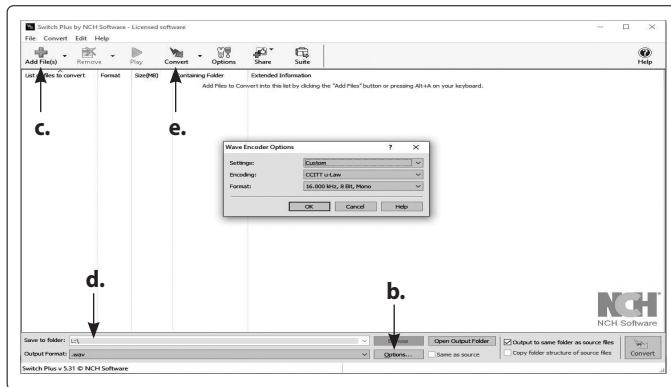 Switch Plus by NCH Software - Licensed software
File Convert Edit Help
Add File(s) Remove Play Convert Options Share Suite Help
List of files to convert Format Size(MB) Containing Folder Extended Information
Add Files to Convert into this list by clicking the "Add Files" button or pressing Alt+A on your keyboard.
c. e.
Wave Encoder Options ?
Settings: Custom
Encoding: CCITT u-Law
Format: 16.000 kHz, 8 Bit, Mono
OK Cancel Help
d. b.
NCH
NCH Software
Save to folder: L:\ Browse Open Output Folder Output to same folder as source files
Output Format: .wav Options... Same as source Copy folder structure of source files Convert
Switch Plus v 5.31 © NCH Software